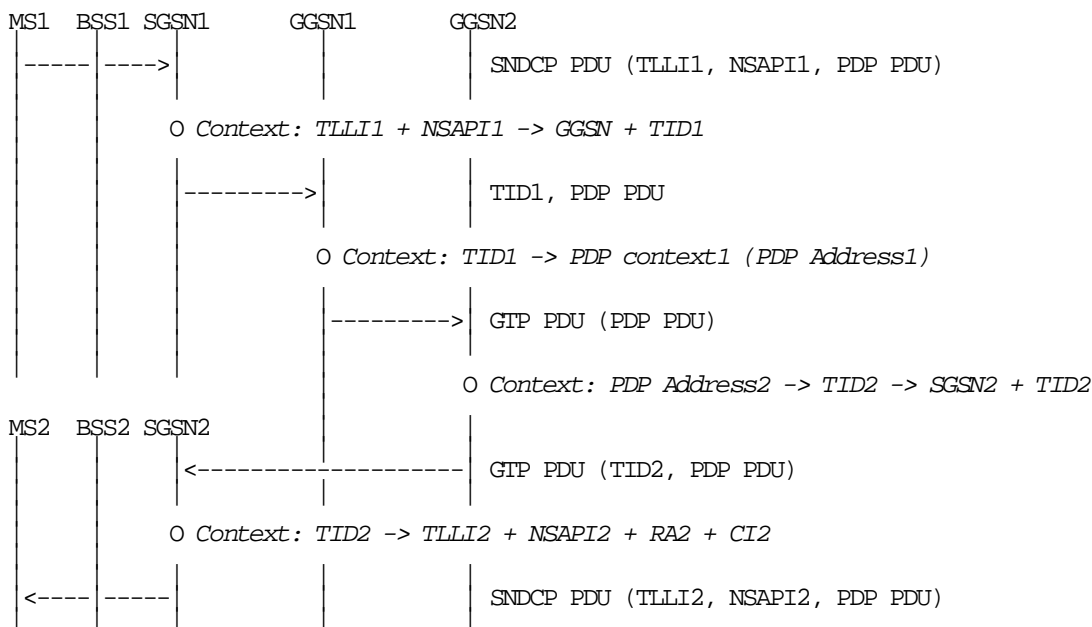 MS1 BSS1 SGSN1 GGSN1 GGSN2
SNDCP PDU (TLLI1, NSAPI1, PDP PDU)
O Context: TLLI1 + NSAPI1 -> GGSN + TID1
TID1, PDP PDU
O Context: TID1 -> PDP context1 (PDP Address1)
GTP PDU (PDP PDU)
O Context: PDP Address2 -> TID2 -> SGSN2 + TID2
MS2 BSS2 SGSN2
GTP PDU (TID2, PDP PDU)
O Context: TID2 -> TLLI2 + NSAPI2 + RA2 + CI2
SNDCP PDU (TLLI2, NSAPI2, PDP PDU)